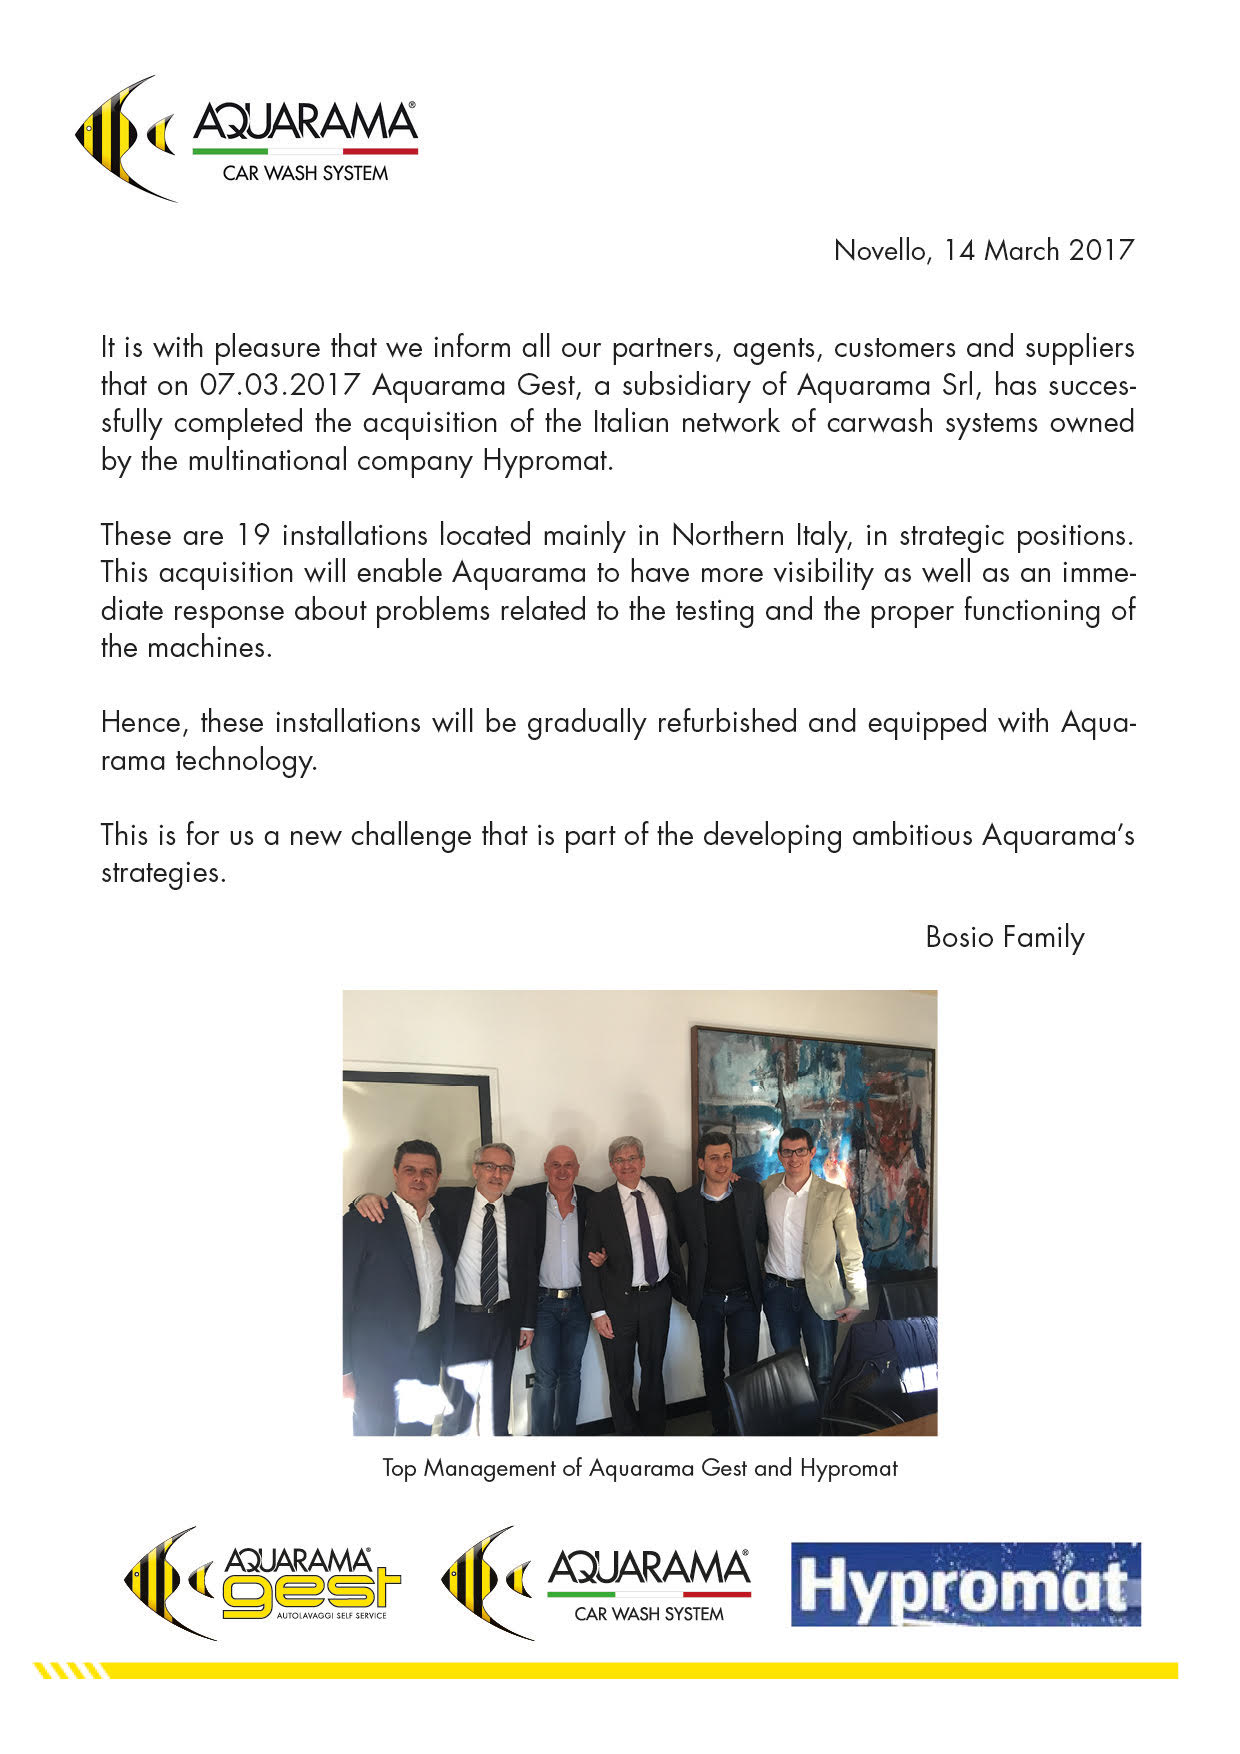 AQUARAMA®
CAR WASH SYSTEM
Novello, 14 March 2017
It is with pleasure that we inform all our partners, agents, customers and suppliers
that on 07.03.2017 Aquarama Gest, a subsidiary of Aquarama Srl, has succes-
sfully completed the acquisition of the Italian network of carwash systems owned
by the multinational company Hypromat.
These are 19 installations located mainly in Northern Italy, in strategic positions.
This acquisition will enable Aquarama to have more visibility as well as an imme-
diate response about problems related to the testing and the proper functioning of
the machines.
Hence, these installations will be gradually refurbished and equipped with Aqua-
rama technology.
This is for us a new challenge that is part of the developing ambitious Aquarama’s
strategies.
Bosio Family
Top Management of Aquarama Gest and Hypromat
AQUARAMA®
gest
AUTOLAVAGGI SELF SERVICE
AQUARAMA®
CAR WASH SYSTEM
Hypromat